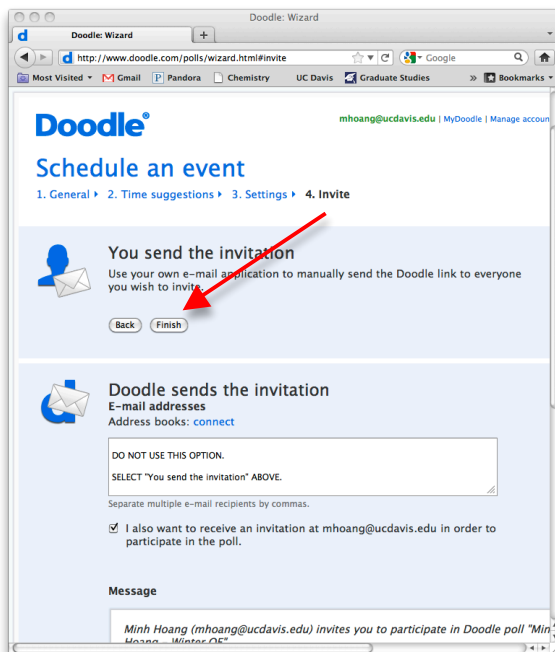 Doodle: Wizard
d Doodle: Wizard +
d http://www.doodle.com/polls/wizard.html#invite Google
Most Visited Gmail Pandora Chemistry UC Davis Graduate Studies » Bookmarks
Doodle®
mhoang@ucdavis.edu | MyDoodle | Manage accoun
Schedule an event
1. General 2. Time suggestions 3. Settings 4. Invite
You send the invitation
Use your own e-mail application to manually send the Doodle link to everyone
you wish to invite.
Back Finish
Doodle sends the invitation
E-mail addresses
Address books: connect
DO NOT USE THIS OPTION.
SELECT "You send the invitation" ABOVE.
Separate multiple e-mail recipients by commas.
I also want to receive an invitation at mhoang@ucdavis.edu in order to
participate in the poll.
Message
Minh Hoang (mhoang@ucdavis.edu) invites you to participate in Doodle poll "Min
Hoang - Winter QE"